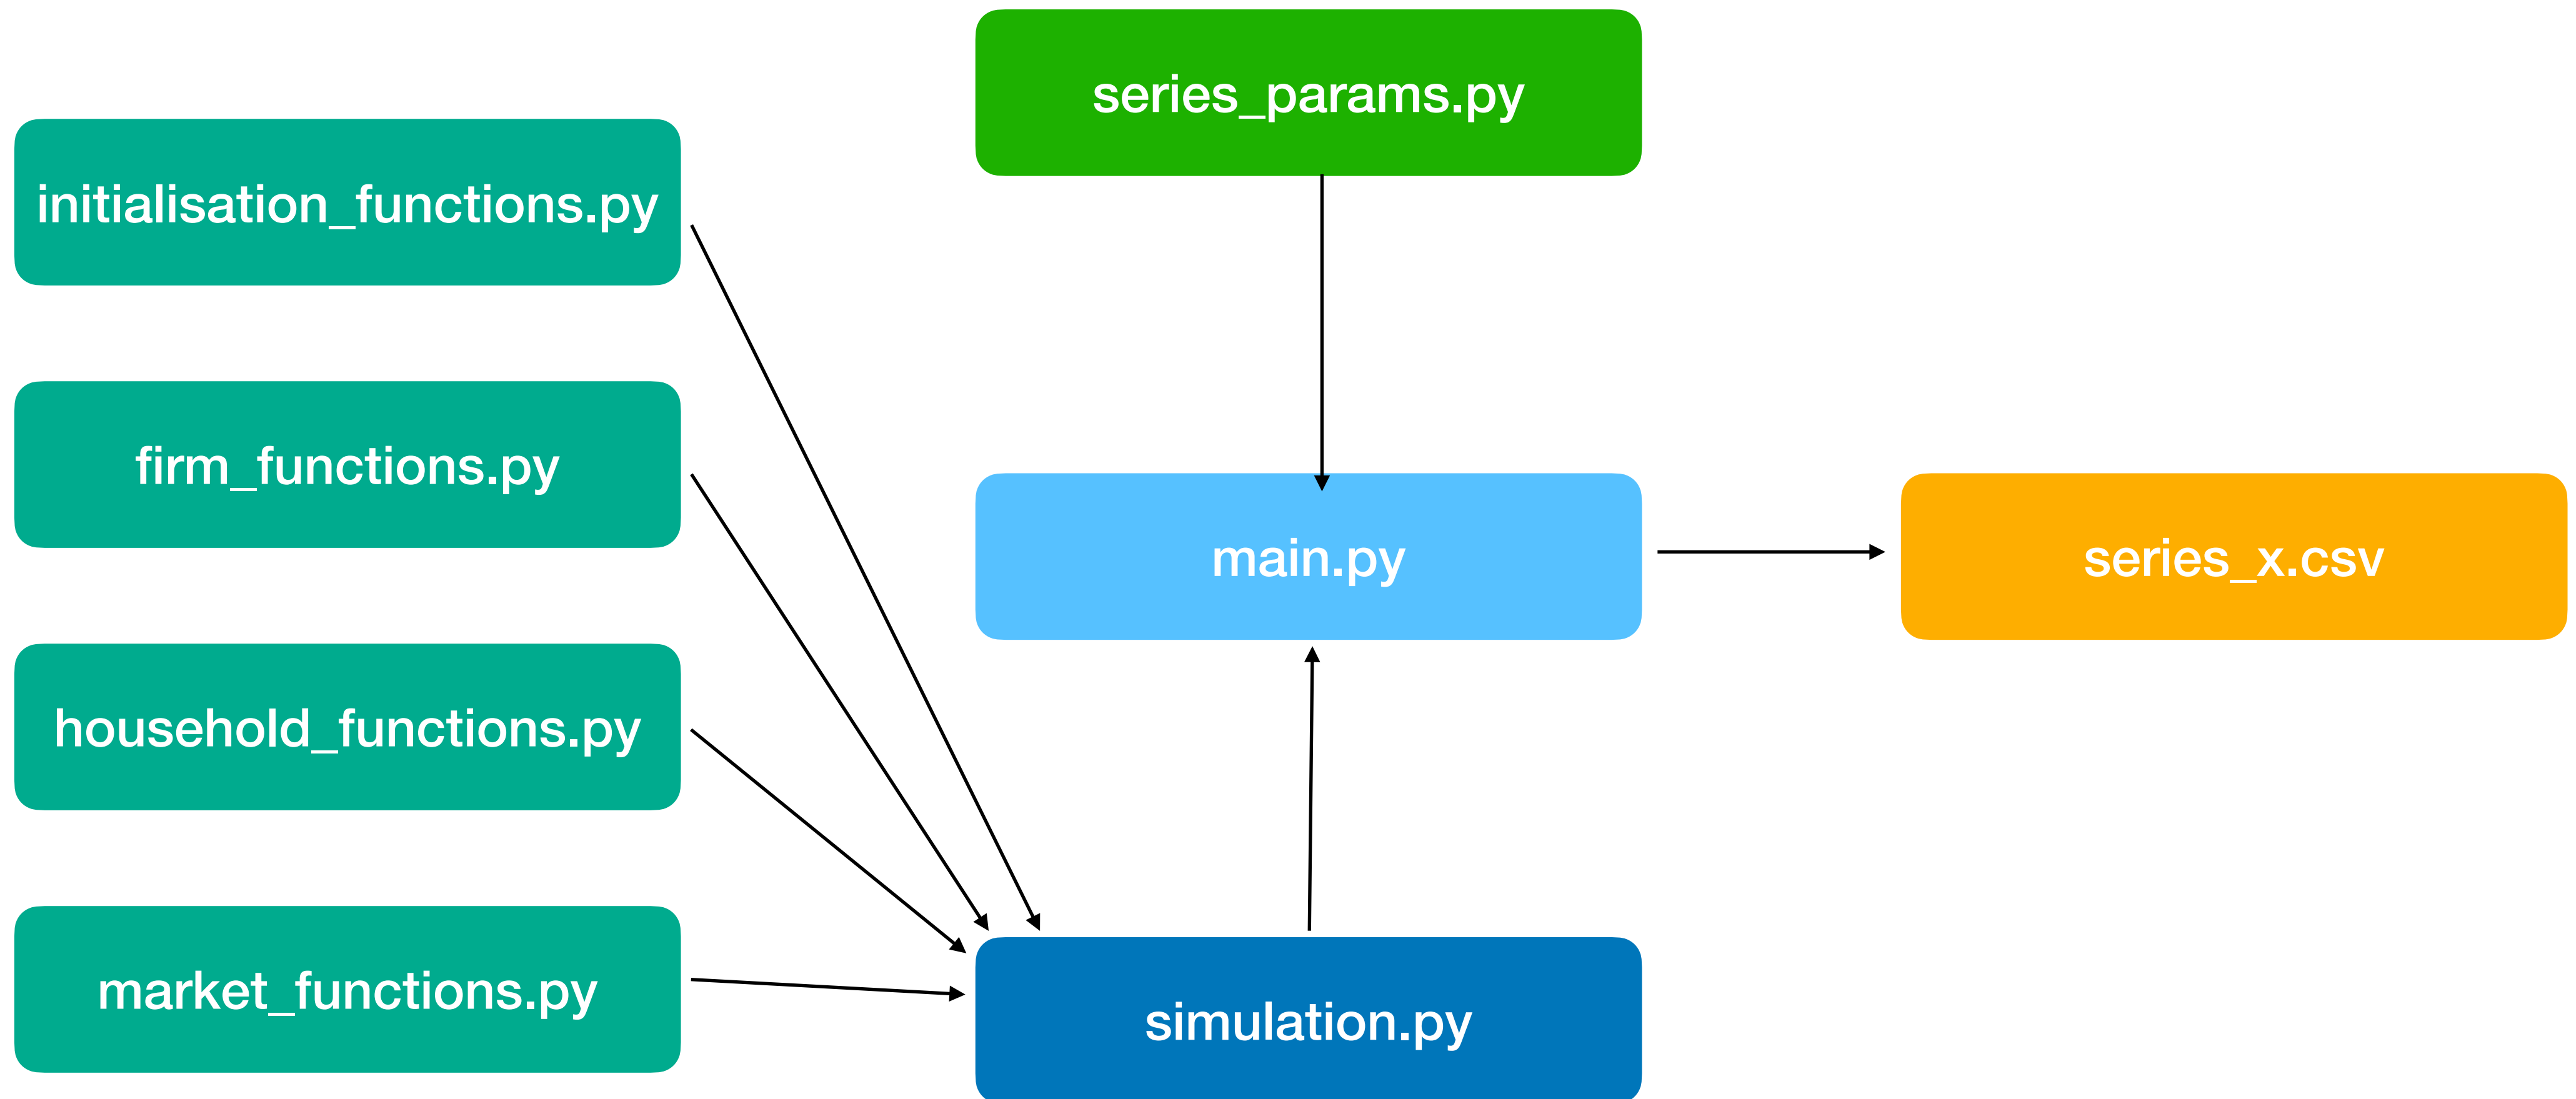 series_params.py
initialisation_functions.py
firm_functions.py
main.py
series_x.csv
household_functions.py
market_functions.py
simulation.py